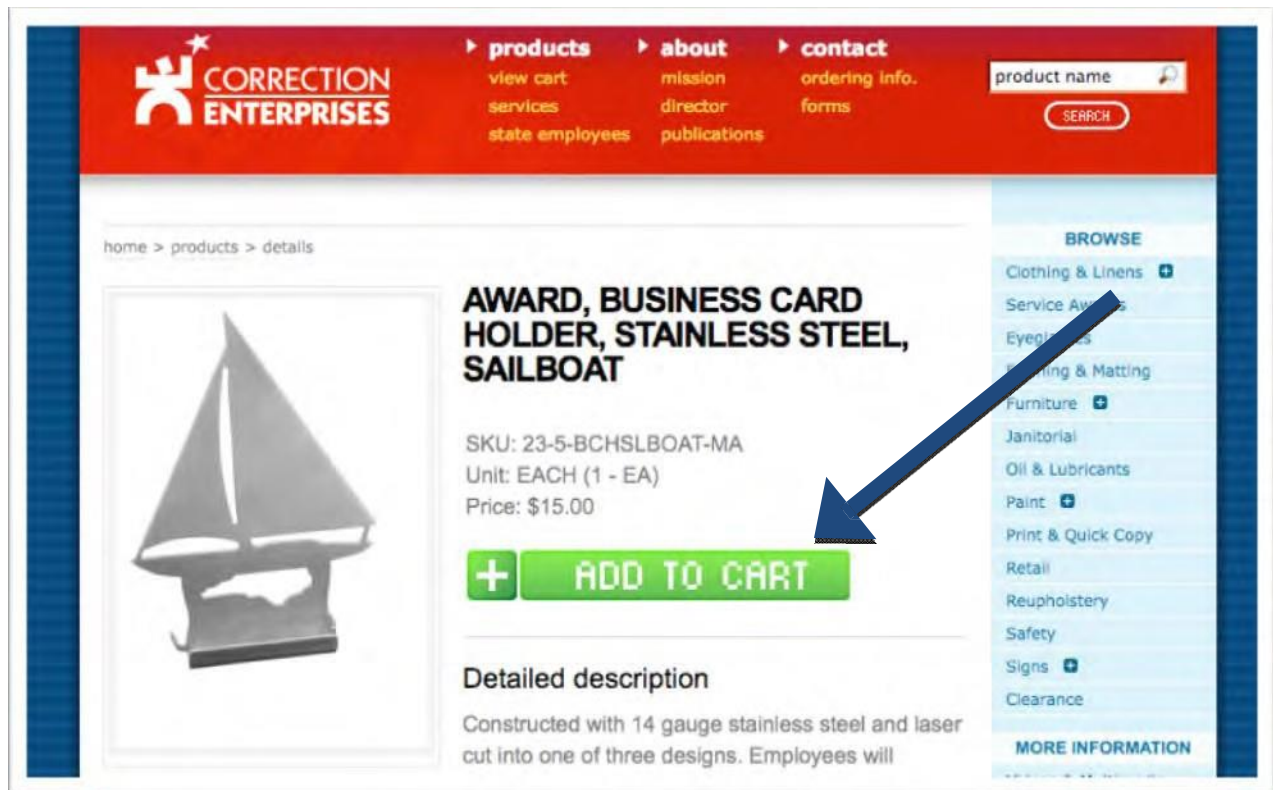 CORRECTION
ENTERPRISES
products
view cart
services
state employees
about
mission
director
publications
contact
ordering info.
forms
product name
SEARCH
home > products > details
AWARD, BUSINESS CARD
HOLDER, STAINLESS STEEL,
SAILBOAT
SKU: 23-5-BCHSLBOAT-MA
Unit: EACH (1 - EA)
Price: $15.00
+ ADD TO CART
Detailed description
Constructed with 14 gauge stainless steel and laser
cut into one of three designs. Employees will
BROWSE
Clothing & Linens
Service
& Matting
Furniture
Janitorial
Oil & Lubricants
Paint
Print & Quick Copy
Retail
Reupholstery
Safety
Signs
Clearance
MORE INFORMATION